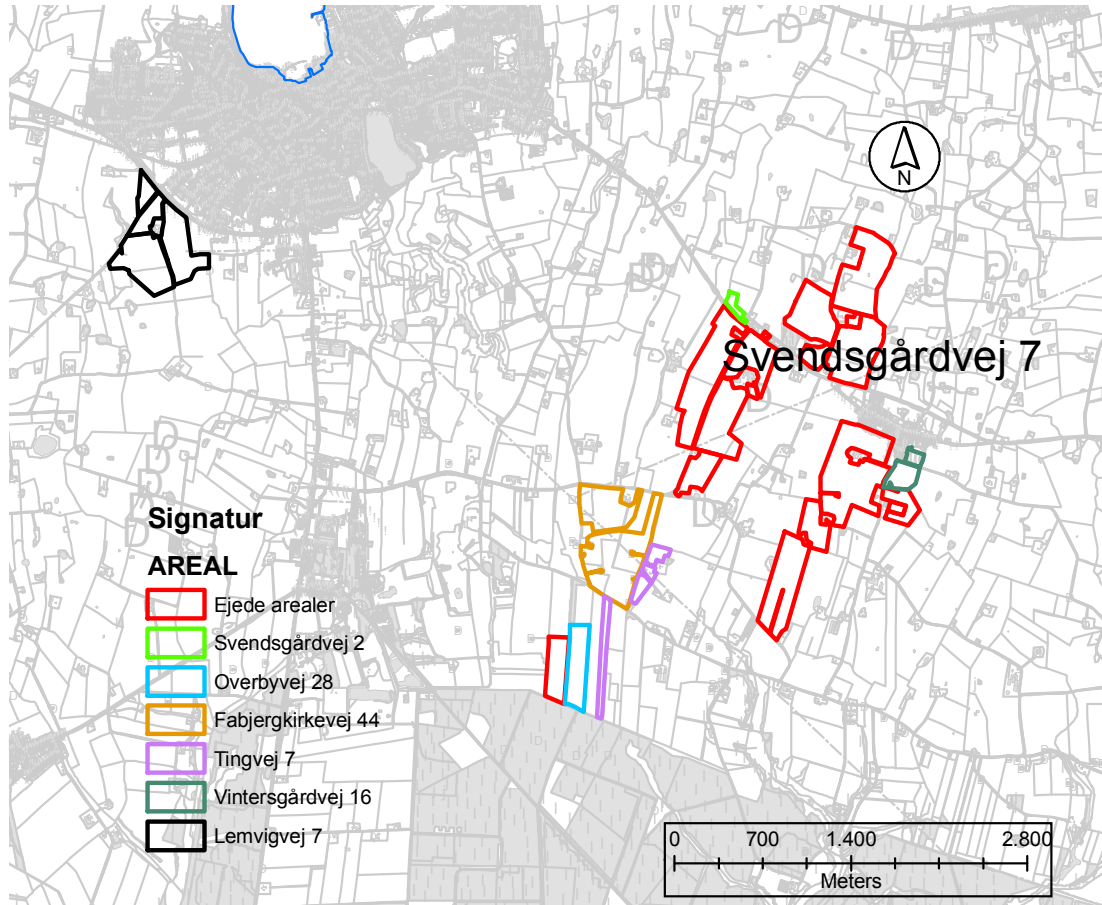 D
D
N
D
D
D
D
D
D
Svendsgårdvej 7
D
D
Signatur
AREAL
Ejede arealer
Svendsgårdvej 2
Overbyvej 28
Fabjergkirkevej 44
Tingvej 7
Vintersgårdvej 16
Lemvigvej 7
0 700 1.400 2.800
Meters